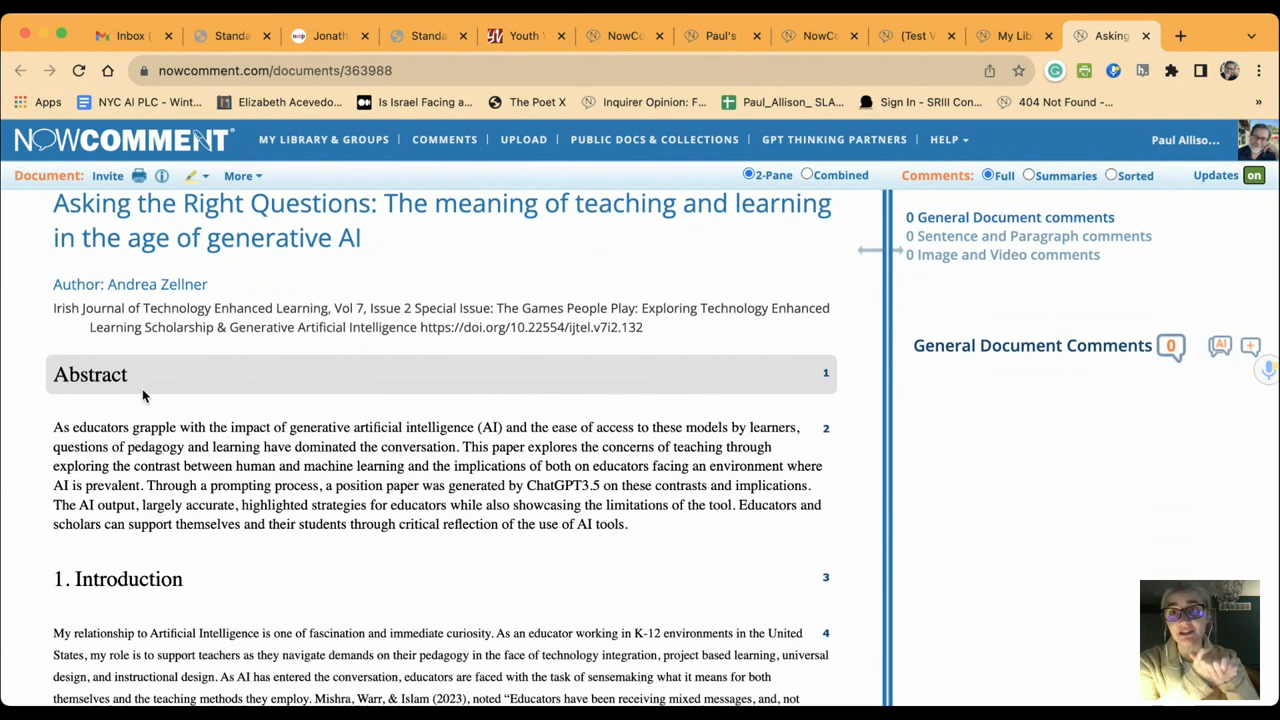 Inbox (
Standa
Jonath
Standa
Youth
NowCo
Paul's
NowCo
(Test V
My Lib
Asking
nowcomment.com/documents/363988
Apps
NYC AI PLC - Wint...
Elizabeth Acevedo...
Is Israel Facing a...
The Poet X
Inquirer Opinion: F...
Paul_Allison_ SLA...
Sign In - SRIII Con...
404 Not Found -...
»
NOWCOMMENT®
MY LIBRARY & GROUPS
COMMENTS
UPLOAD
PUBLIC DOCS & COLLECTIONS
GPT THINKING PARTNERS
HELP
Paul Alliso...
Document: Invite
More
2-Pane
Combined
Comments: Full Summaries Sorted
Updates on
Asking the Right Questions: The meaning of teaching and learning
in the age of generative AI
Author: Andrea Zellner
Irish Journal of Technology Enhanced Learning, Vol 7, Issue 2 Special Issue: The Games People Play: Exploring Technology Enhanced
Learning Scholarship & Generative Artificial Intelligence https://doi.org/10.22554/ijtel.v7i2.132
Abstract 1
As educators grapple with the impact of generative artificial intelligence (AI) and the ease of access to these models by learners, 2
questions of pedagogy and learning have dominated the conversation. This paper explores the concerns of teaching through
exploring the contrast between human and machine learning and the implications of both on educators facing an environment where
AI is prevalent. Through a prompting process, a position paper was generated by ChatGPT3.5 on these contrasts and implications.
The AI output, largely accurate, highlighted strategies for educators while also showcasing the limitations of the tool. Educators and
scholars can support themselves and their students through critical reflection of the use of AI tools.
1. Introduction 3
My relationship to Artificial Intelligence is one of fascination and immediate curiosity. As an educator working in K-12 environments in the United 4
States, my role is to support teachers as they navigate demands on their pedagogy in the face of technology integration, project based learning, universal
design, and instructional design. As AI has entered the conversation, educators are faced with the task of sensemaking what it means for both
themselves and the teaching methods they employ. Mishra, Warr, & Islam (2023), noted “Educators have been receiving mixed messages, and, not
0 General Document comments
0 Sentence and Paragraph comments
0 Image and Video comments
General Document Comments 0
AI
+